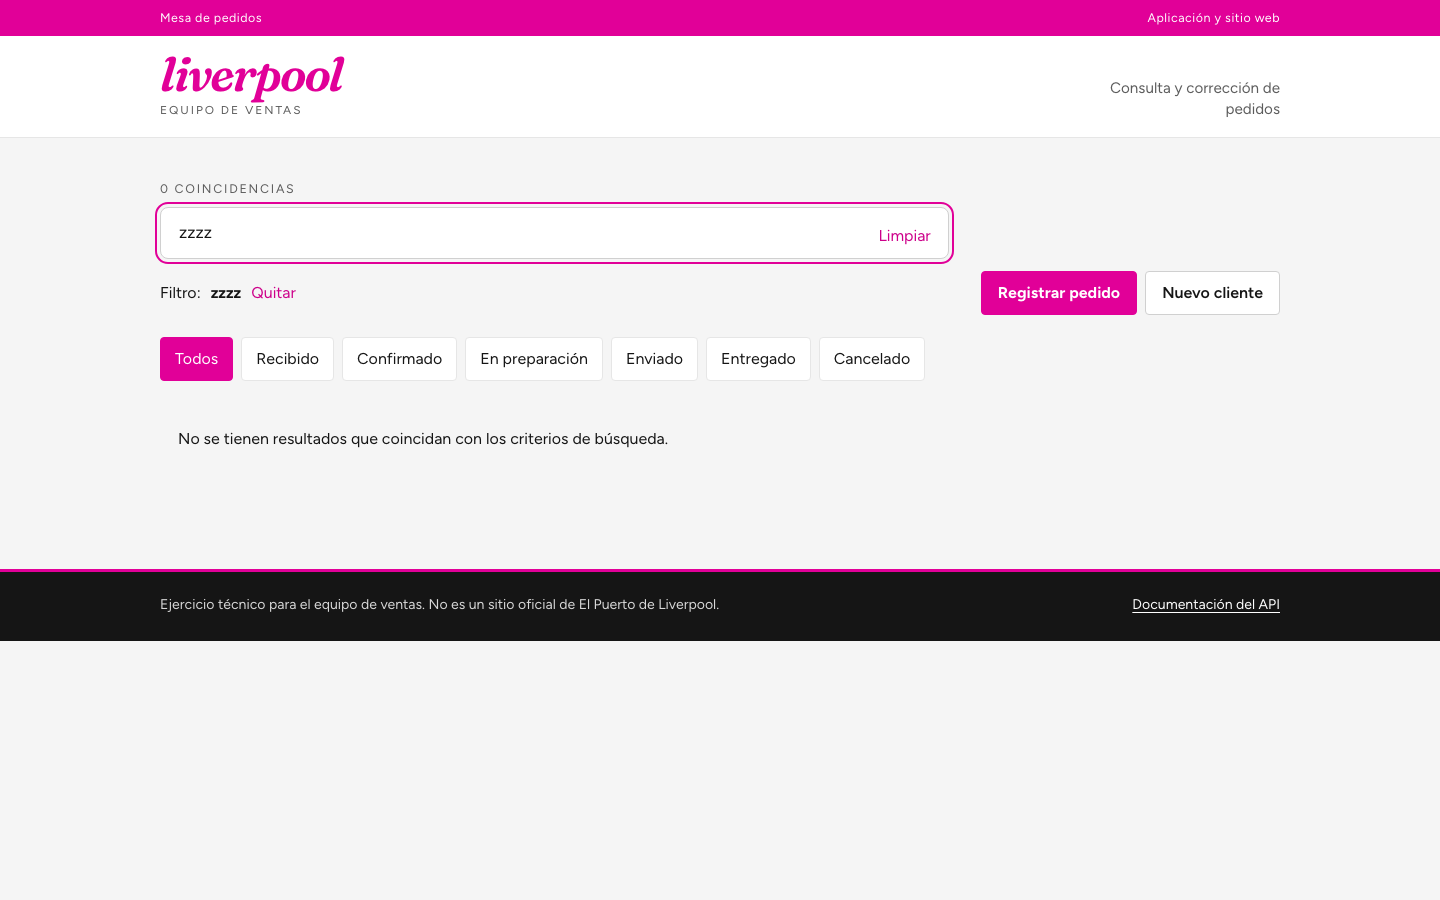 Mesa de pedidos
Aplicación y sitio web
liverpool
EQUIPO DE VENTAS
Consulta y corrección de
pedidos
0 COINCIDENCIAS
zzzz
Limpiar
Filtro: zzzz Quitar
Registrar pedido
Nuevo cliente
Todos
Recibido
Confirmado
En preparación
Enviado
Entregado
Cancelado
No se tienen resultados que coincidan con los criterios de búsqueda.
Ejercicio técnico para el equipo de ventas. No es un sitio oficial de El Puerto de Liverpool.
Documentación del API